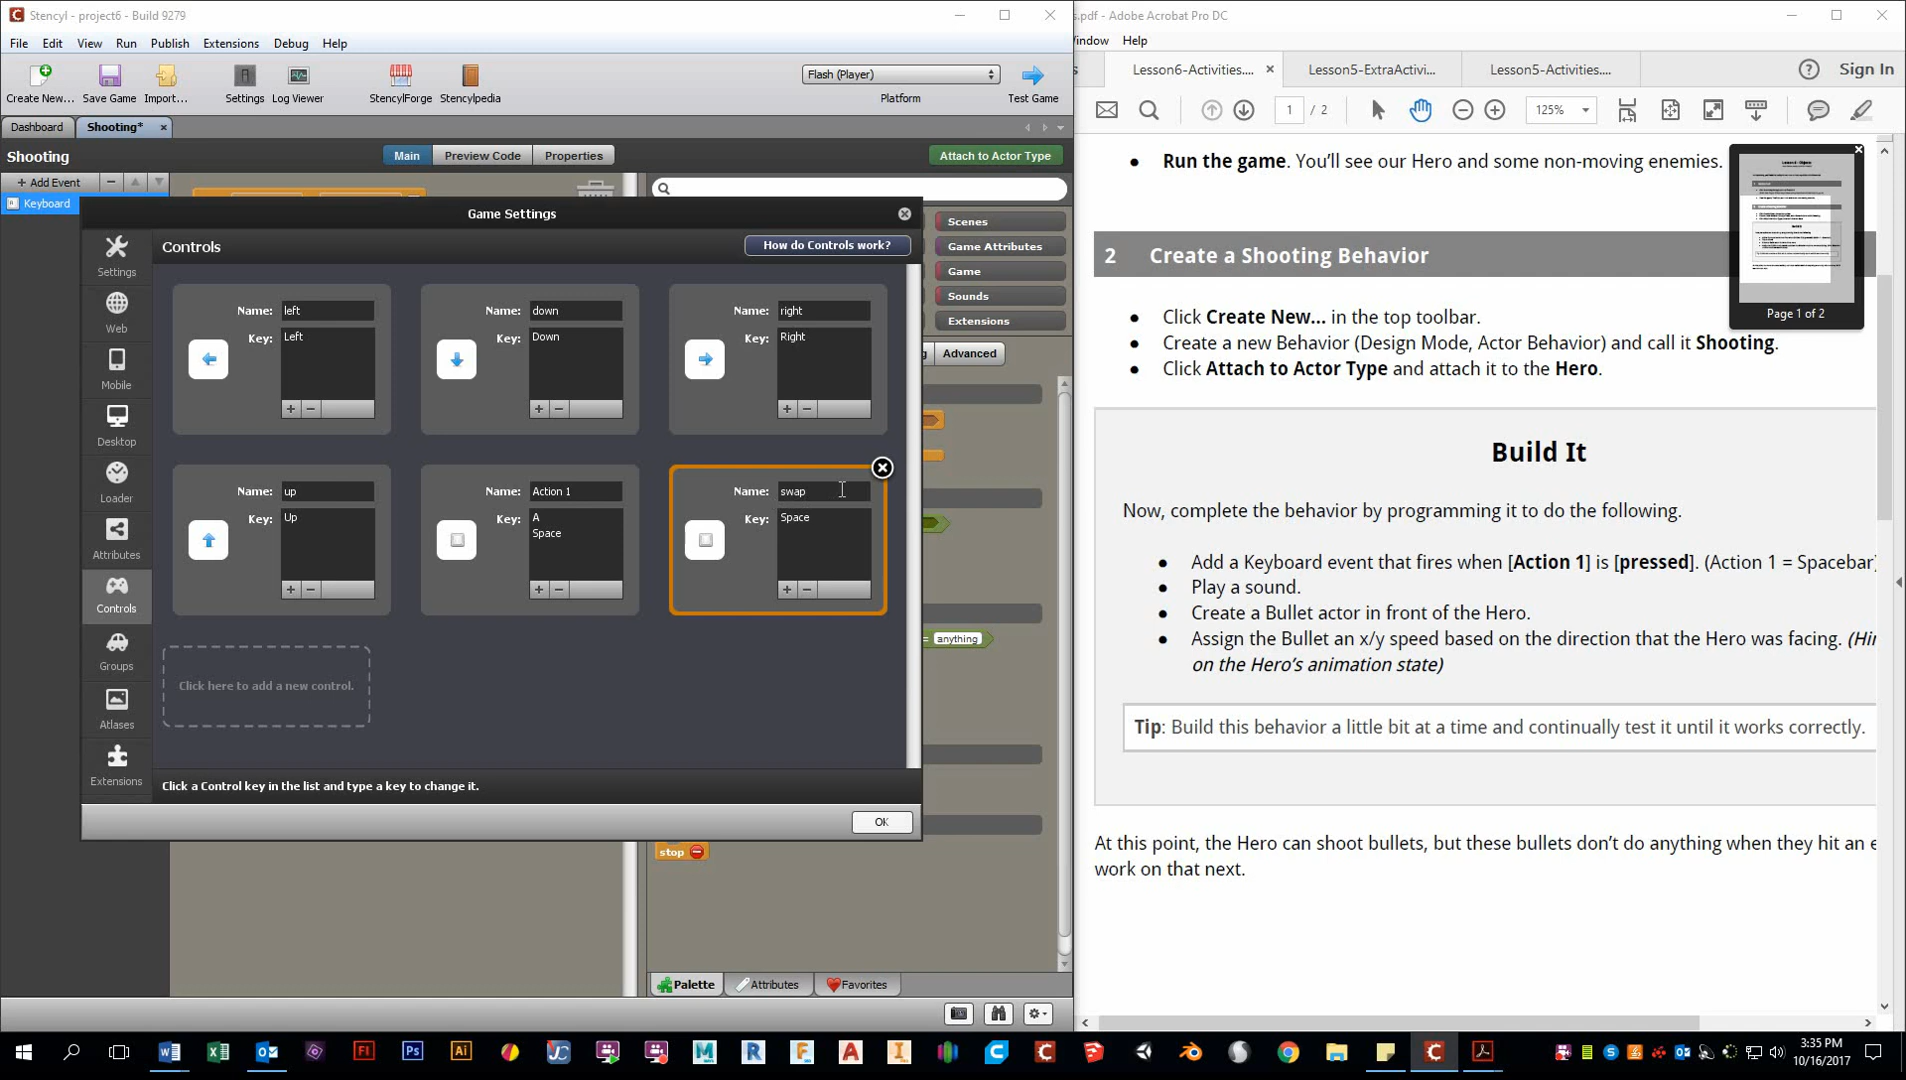 Stencyl - project6 - Build 9279
File Edit View Run Publish Extensions Debug Help
Create New... Save Game Import... Settings Log Viewer StencylForge Stencylpedia
Flash (Player)
Platform
Test Game
Dashboard Shooting*
Shooting
Main Preview Code Properties
Attach to Actor Type
Add Event
Keyboard
Game Settings
Controls
How do Controls work?
Settings
Web
Mobile
Desktop
Loader
Attributes
Controls
Groups
Atlases
Extensions
Name: left
Key: Left
Name: down
Key: Down
Name: right
Key: Right
Name: up
Key: Up
Name: Action 1
Key: A
Space
Name: swap
Key: Space
Click here to add a new control.
Click a Control key in the list and type a key to change it.
OK
Scenes
Game Attributes
Game
Sounds
Extensions
Advanced
= anything
stop
Palette Attributes Favorites
s.pdf - Adobe Acrobat Pro DC
indow Help
Lesson6-Activities.... Lesson5-ExtraActivi... Lesson5-Activities....
Sign In
1 / 2
125%
• Run the game. You’ll see our Hero and some non-moving enemies.
Page 1 of 2
2 Create a Shooting Behavior
• Click Create New... in the top toolbar.
• Create a new Behavior (Design Mode, Actor Behavior) and call it Shooting.
• Click Attach to Actor Type and attach it to the Hero.
Build It
Now, complete the behavior by programming it to do the following.
• Add a Keyboard event that fires when [Action 1] is [pressed]. (Action 1 = Spacebar
• Play a sound.
• Create a Bullet actor in front of the Hero.
• Assign the Bullet an x/y speed based on the direction that the Hero was facing. (Hi
on the Hero’s animation state)
Tip: Build this behavior a little bit at a time and continually test it until it works correctly.
At this point, the Hero can shoot bullets, but these bullets don’t do anything when they hit an e
work on that next.
3:35 PM
10/16/2017